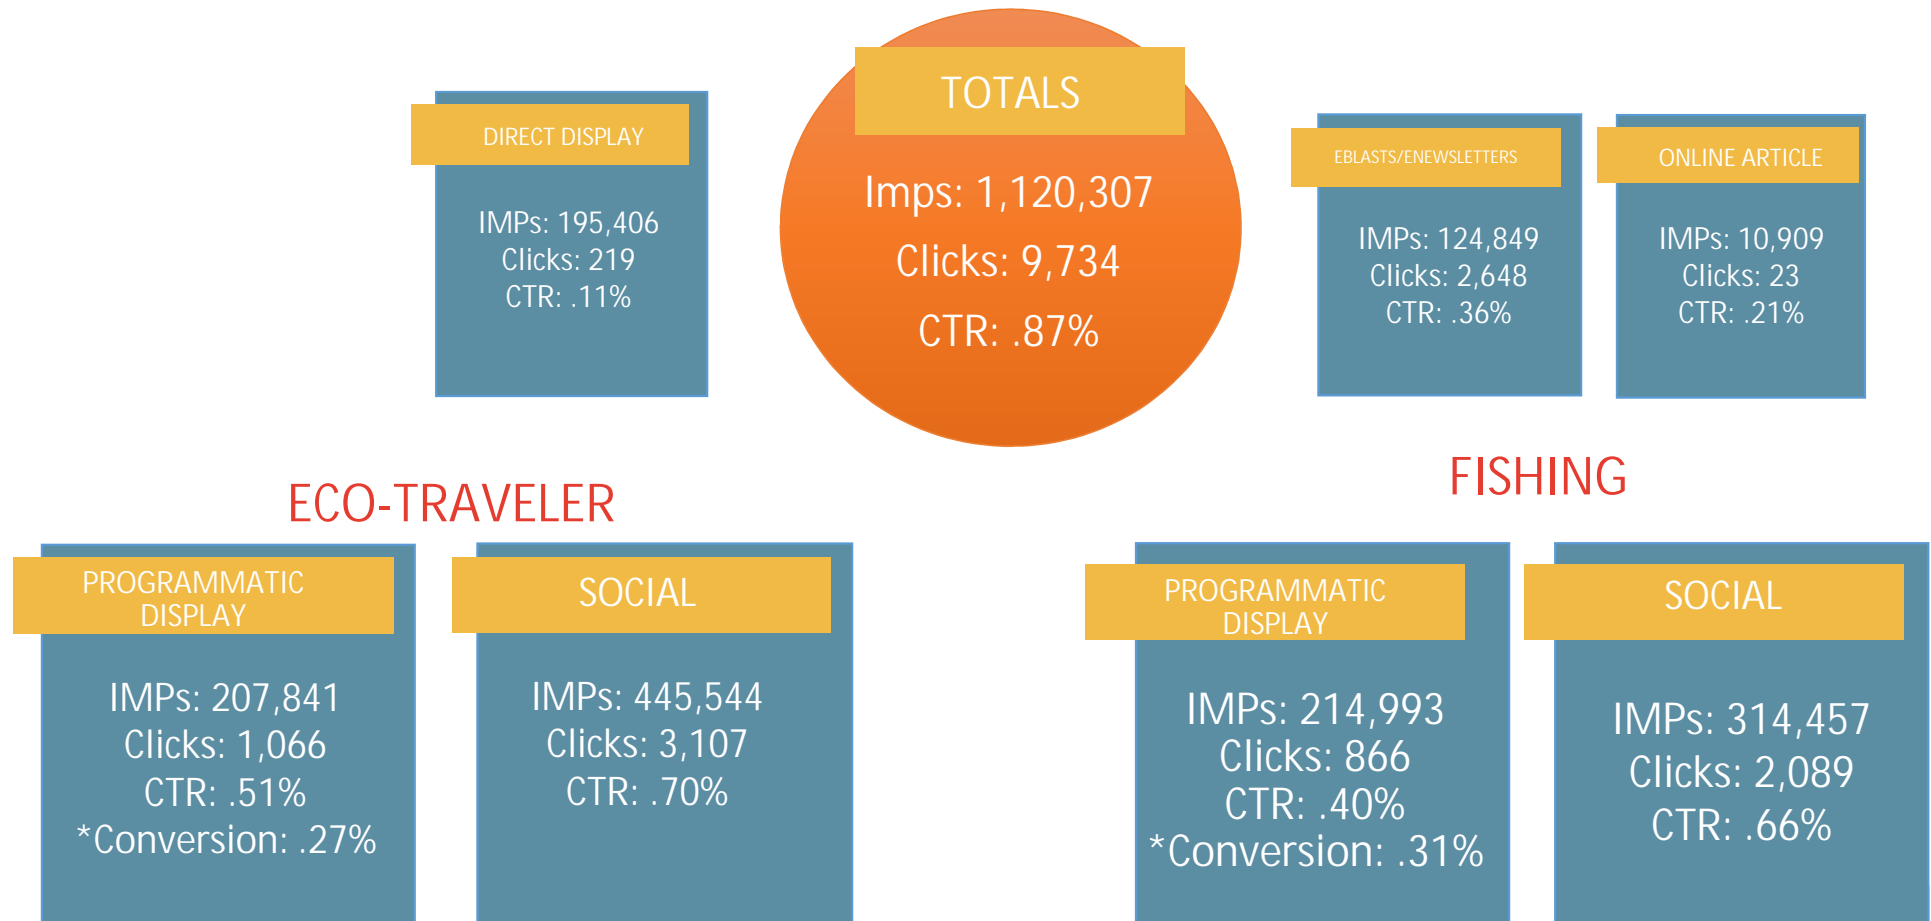 TOTALS
Imps: 1,120,307
Clicks: 9,734
CTR: .87%
DIRECT DISPLAY
IMPs: 195,406
Clicks: 219
CTR: .11%
EBLASTS/ENEWSLETTERS
IMPs: 124,849
Clicks: 2,648
CTR: .36%
ONLINE ARTICLE
IMPs: 10,909
Clicks: 23
CTR: .21%
ECO-TRAVELER
PROGRAMMATIC
DISPLAY
IMPs: 207,841
Clicks: 1,066
CTR: .51%
*Conversion: .27%
SOCIAL
IMPs: 445,544
Clicks: 3,107
CTR: .70%
FISHING
PROGRAMMATIC
DISPLAY
IMPs: 214,993
Clicks: 866
CTR: .40%
*Conversion: .31%
SOCIAL
IMPs: 314,457
Clicks: 2,089
CTR: .66%